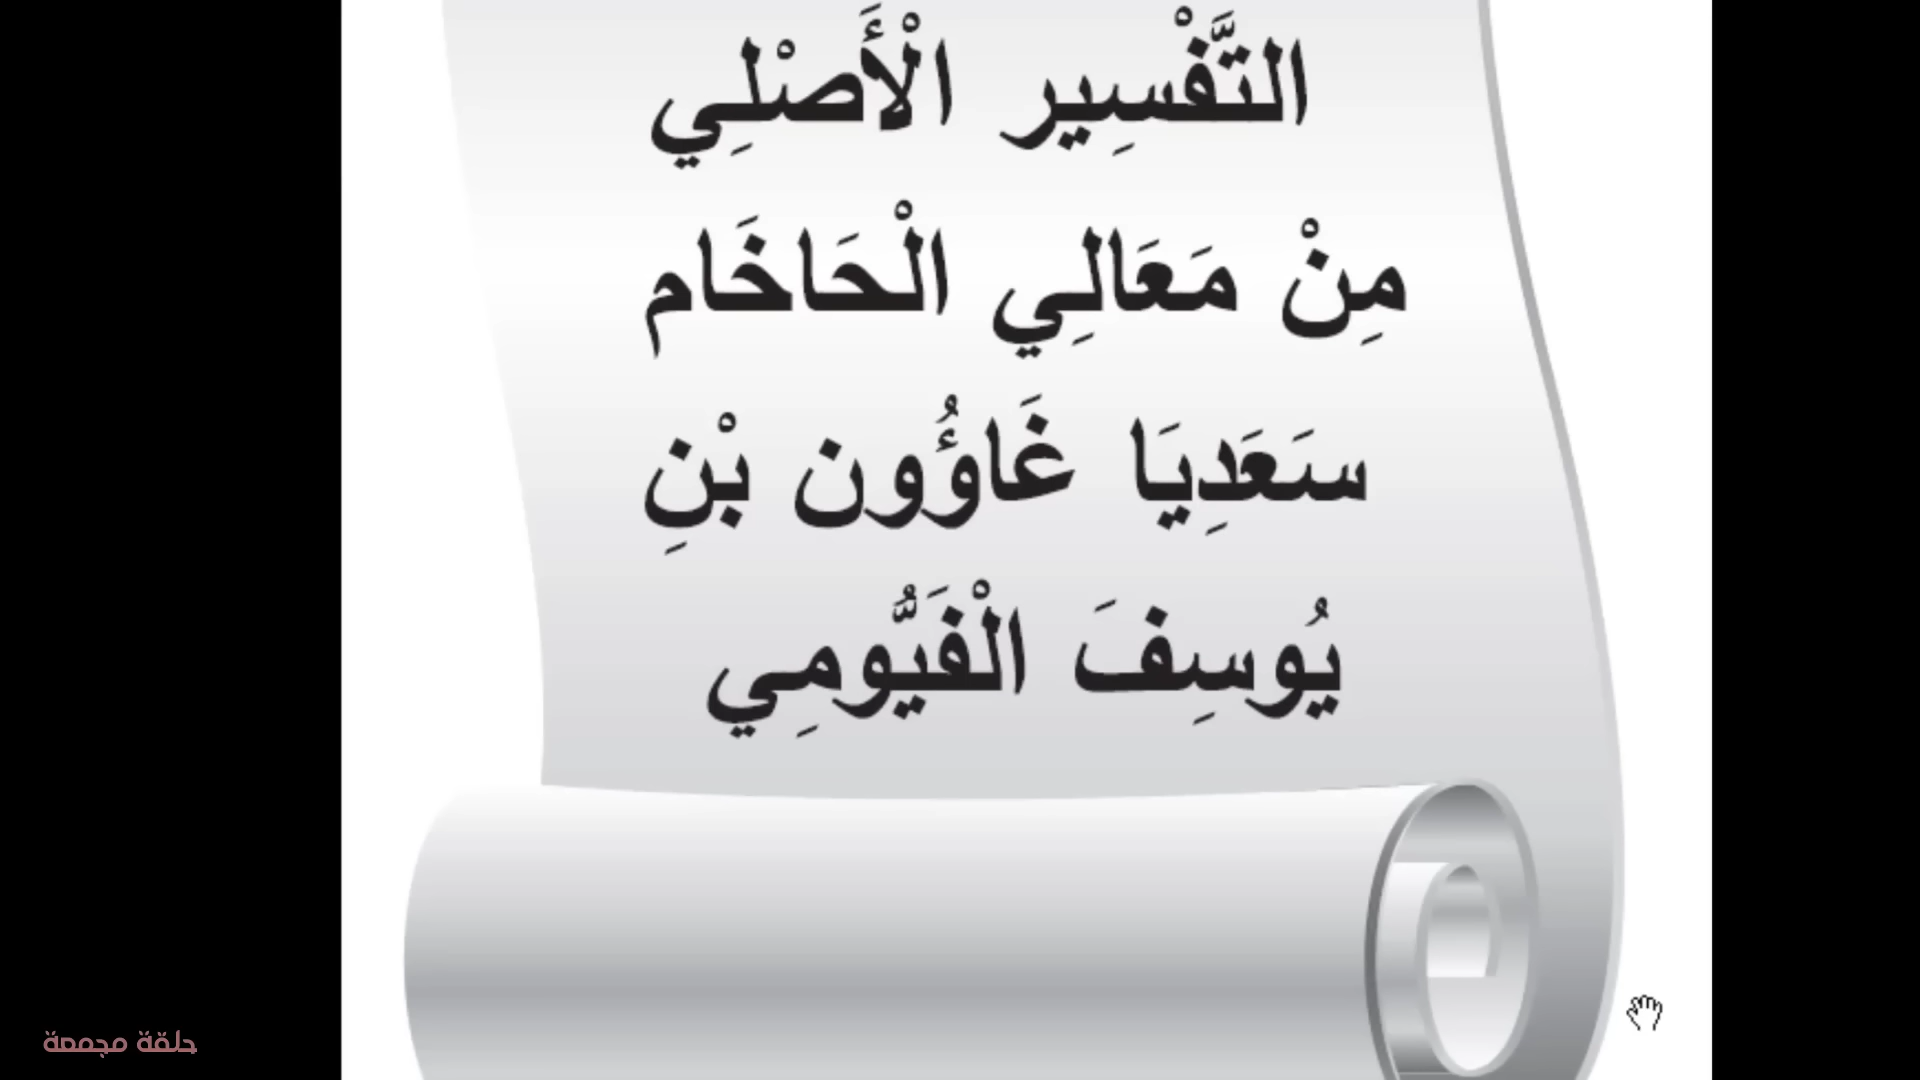 التَّفْسِير الْأَصْلِي
مِنْ مَعَالِي الْحَاخَام
سَعَدِيَا غَاؤُون بْنِ
يُوسِفَ الْفَيُّومِي
حلقة مجمعة